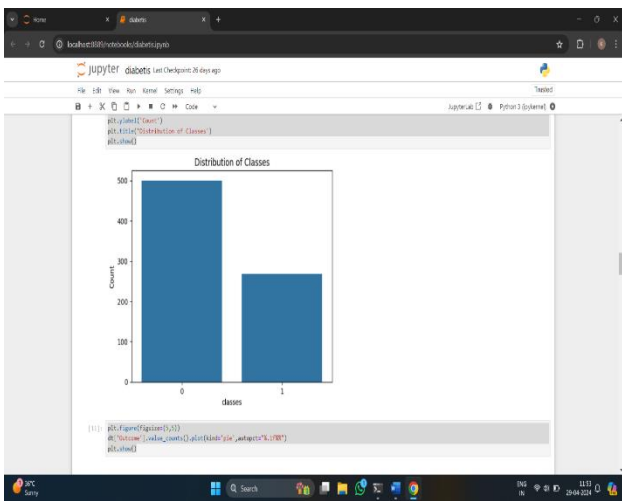 Home
diabetis
localhost:8889/notebooks/diabetis.ipynb
jupyter diabetis Last Checkpoint: 26 days ago
File Edit View Run Kernel Settings Help
Trusted
Code
JupyterLab
Python 3 (ipykernel)
plt.ylabel('Count')
plt.title('Distribution of Classes')
plt.show()
Distribution of Classes
500
400
300
200
100
0
Count
0 1
classes
plt.figure(figsize=(5,5))
dt['Outcome'].value_counts().plot(kind='pie',autopct="%.1f%%")
plt.show()
36°C
Sunny
Search
ENG
IN
11:53
29-04-2024